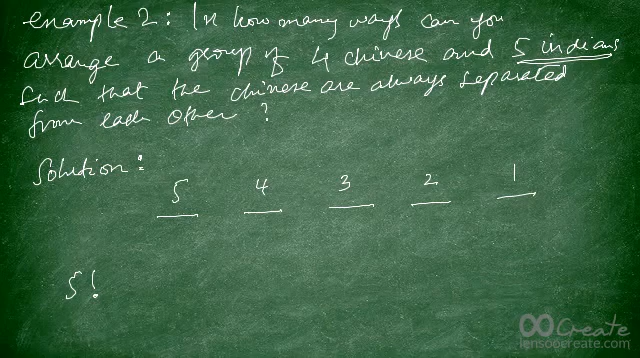 example 2: In how many ways can you
arrange a group of 4 chinese and 5 indians
such that the chinese are always separated
from each other ?
Solution:
5 4 3 2 1
5!
Create
lensoocreate.com